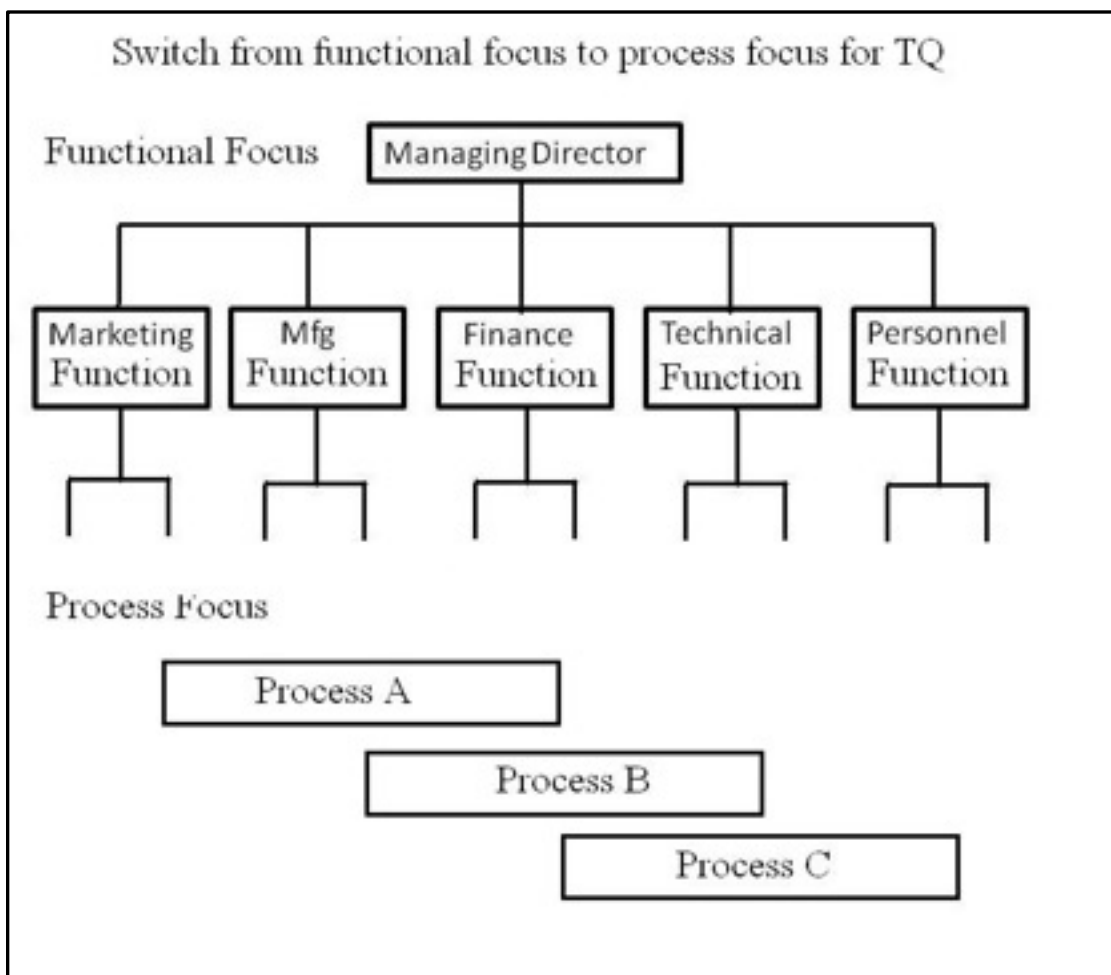 Switch from functional focus to process focus for TQ
Functional Focus
Managing Director
Marketing
Function
Mfg
Function
Finance
Function
Technical
Function
Personnel
Function
Process Focus
Process A
Process B
Process C